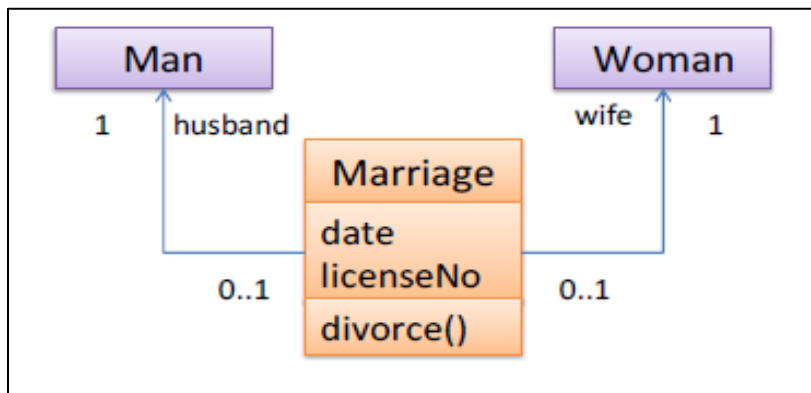 Man
Woman
1
husband
wife
1
Marriage
date
licenseNo
0..1
0..1
divorce()